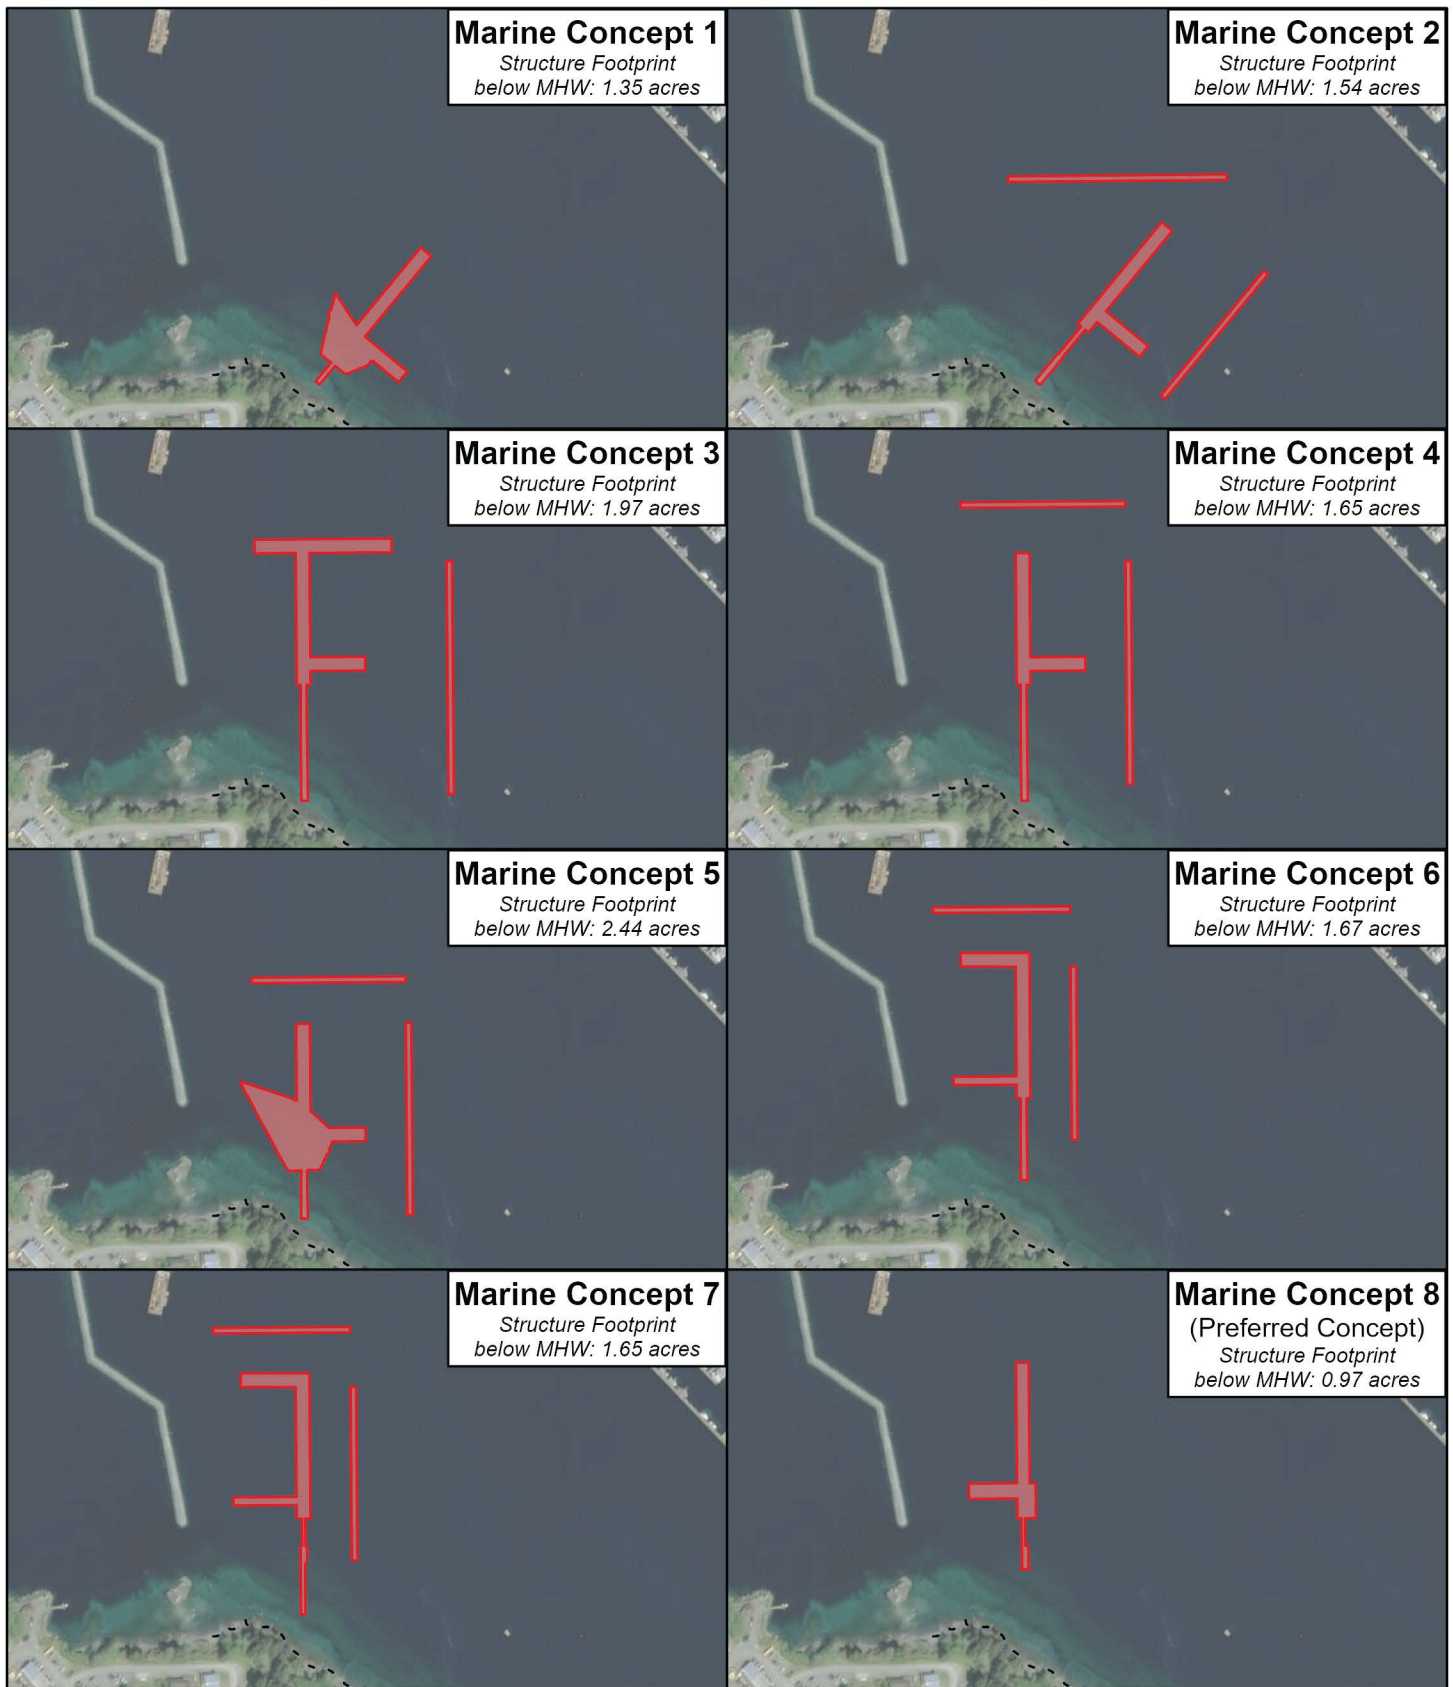 Marine Concept 1
Structure Footprint
below MHW: 1.35 acres
Marine Concept 2
Structure Footprint
below MHW: 1.54 acres
Marine Concept 3
Structure Footprint
below MHW: 1.97 acres
Marine Concept 4
Structure Footprint
below MHW: 1.65 acres
Marine Concept 5
Structure Footprint
below MHW: 2.44 acres
Marine Concept 6
Structure Footprint
below MHW: 1.67 acres
Marine Concept 7
Structure Footprint
below MHW: 1.65 acres
Marine Concept 8
(Preferred Concept)
Structure Footprint
below MHW: 0.97 acres